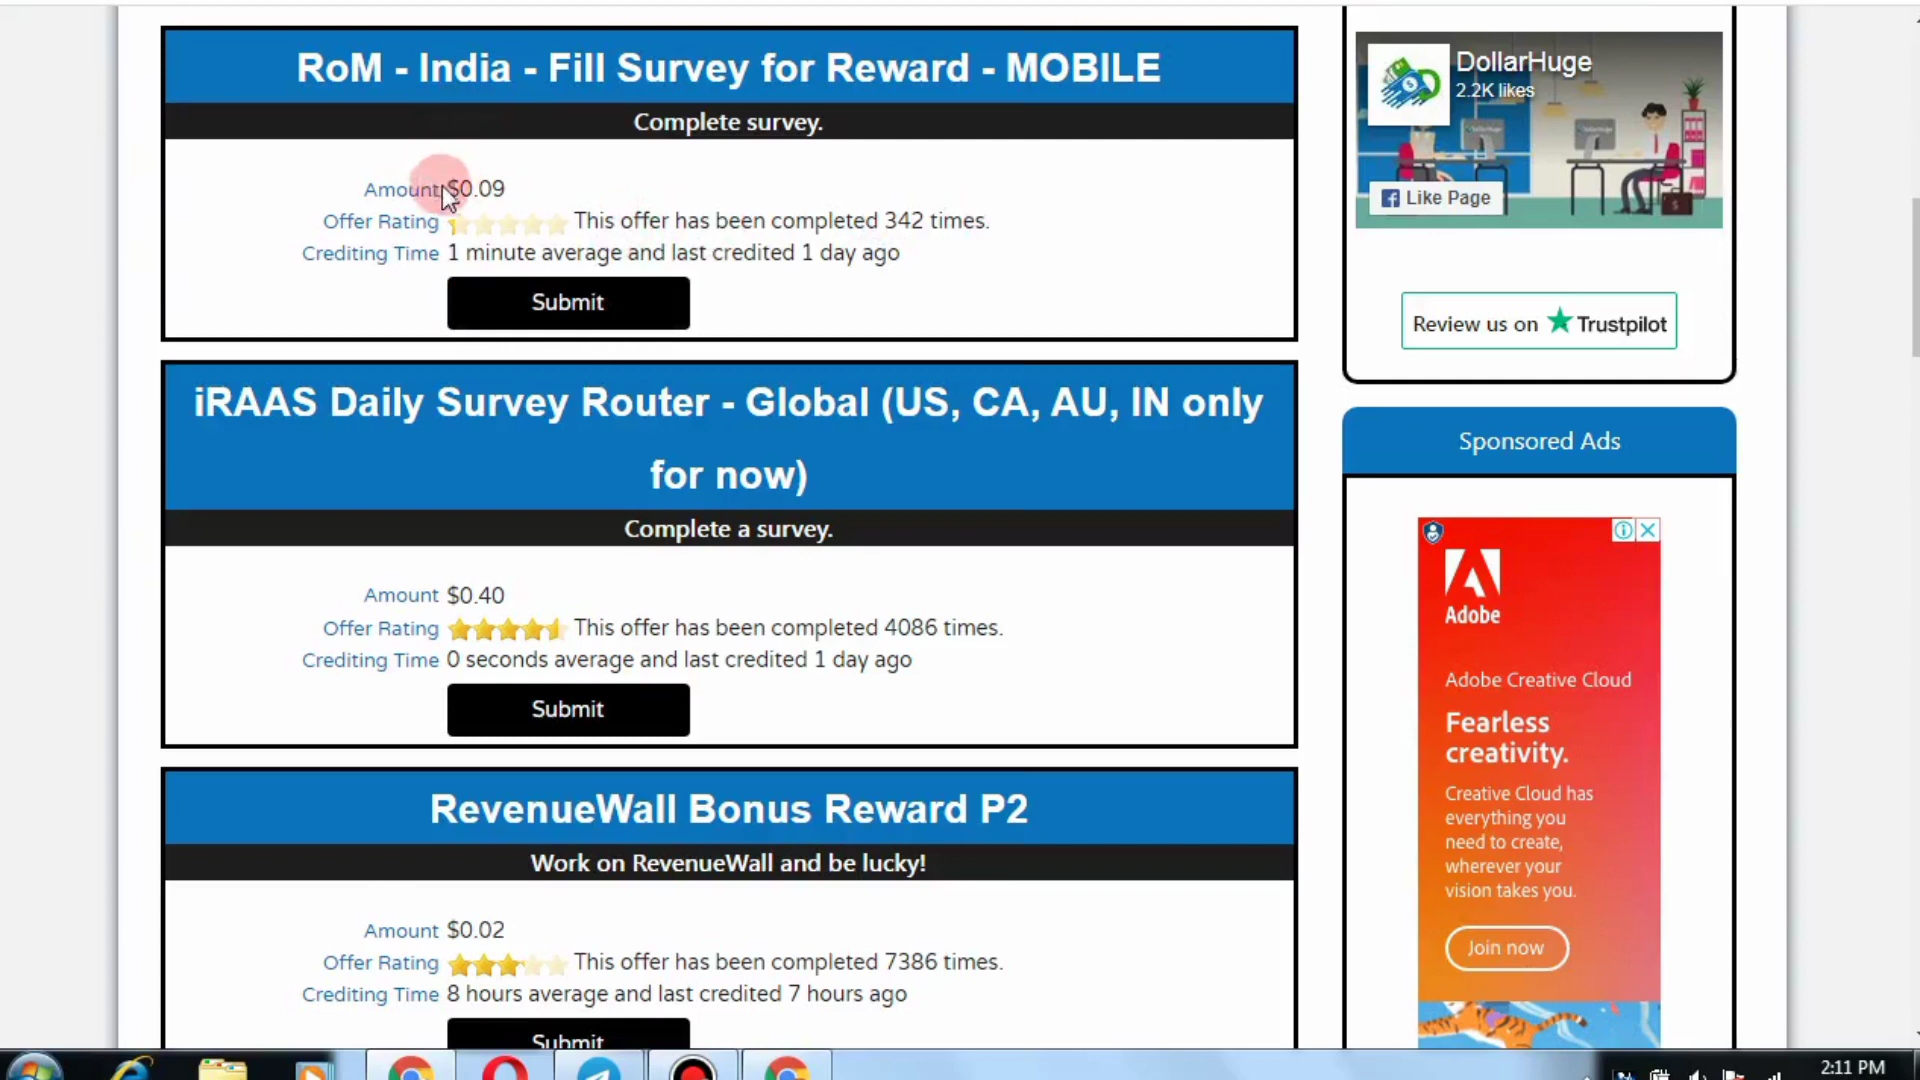 RoM - India - Fill Survey for Reward - MOBILE
Complete survey.
Amount $0.09
Offer Rating This offer has been completed 342 times.
Crediting Time 1 minute average and last credited 1 day ago
Submit
iRAAS Daily Survey Router - Global (US, CA, AU, IN only
for now)
Complete a survey.
Amount $0.40
Offer Rating This offer has been completed 4086 times.
Crediting Time 0 seconds average and last credited 1 day ago
Submit
RevenueWall Bonus Reward P2
Work on RevenueWall and be lucky!
Amount $0.02
Offer Rating This offer has been completed 7386 times.
Crediting Time 8 hours average and last credited 7 hours ago
Submit
DollarHuge
2.2K likes
Like Page
Review us on Trustpilot
Sponsored Ads
Adobe
Adobe Creative Cloud
Fearless
creativity.
Creative Cloud has
everything you
need to create,
wherever your
vision takes you.
Join now
2:11 PM